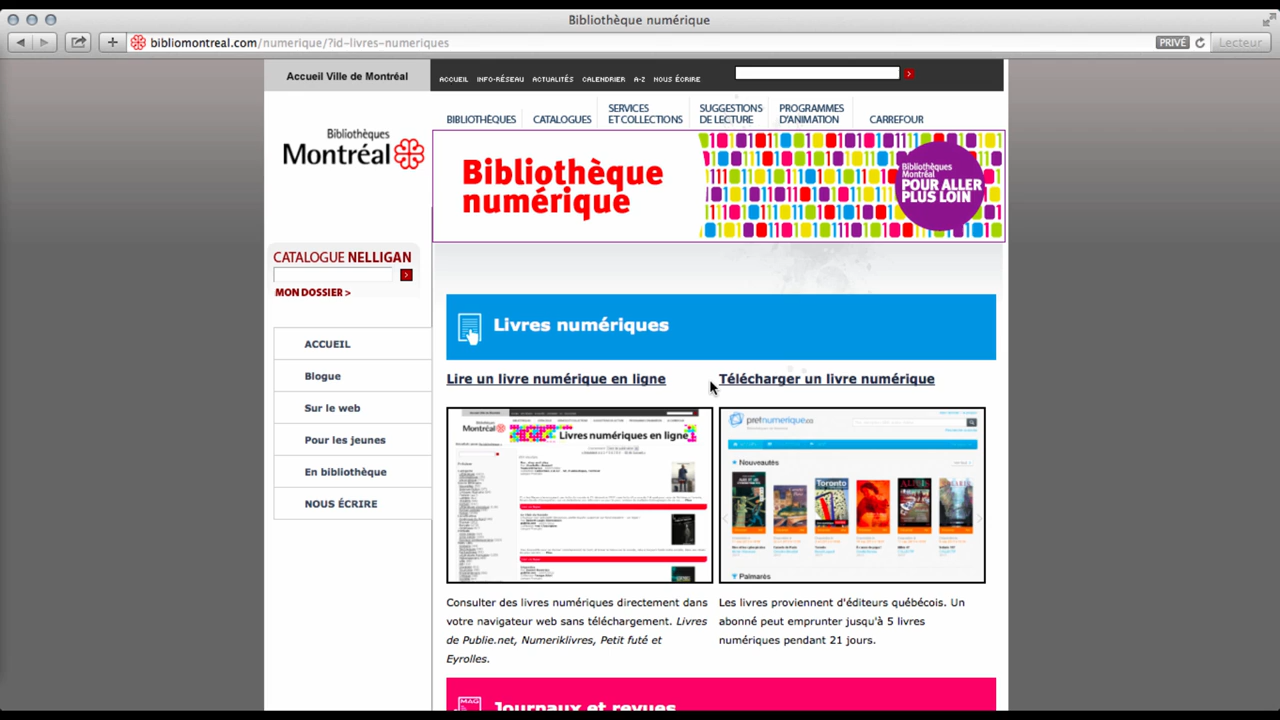 Bibliothèque numérique
bibliomontreal.com/numerique/?id=livres-numeriques
PRIVÉ
Lecteur
Accueil Ville de Montréal
ACCUEIL INFO-RÉSEAU ACTUALITÉS CALENDRIER A-Z NOUS ÉCRIRE
BIBLIOTHÈQUES
CATALOGUES
SERVICES
ET COLLECTIONS
SUGGESTIONS
DE LECTURE
PROGRAMMES
D'ANIMATION
CARREFOUR
Bibliothèques
Montréal
Bibliothèque
numérique
Bibliothèques
Montréal
POUR ALLER
PLUS LOIN
CATALOGUE NELLIGAN
MON DOSSIER >
ACCUEIL
Blogue
Sur le web
Pour les jeunes
En bibliothèque
NOUS ÉCRIRE
Livres numériques
Lire un livre numérique en ligne
Télécharger un livre numérique
Montréal
Livres numériques en ligne
pretnumerique.ca
Nouveautés
Toronto
Palmarès
Consulter des livres numériques directement dans
votre navigateur web sans téléchargement. Livres
de Publie.net, Numeriklivres, Petit futé et
Eyrolles.
Les livres proviennent d'éditeurs québécois. Un
abonné peut emprunter jusqu'à 5 livres
numériques pendant 21 jours.
MAG
Journaux et revues